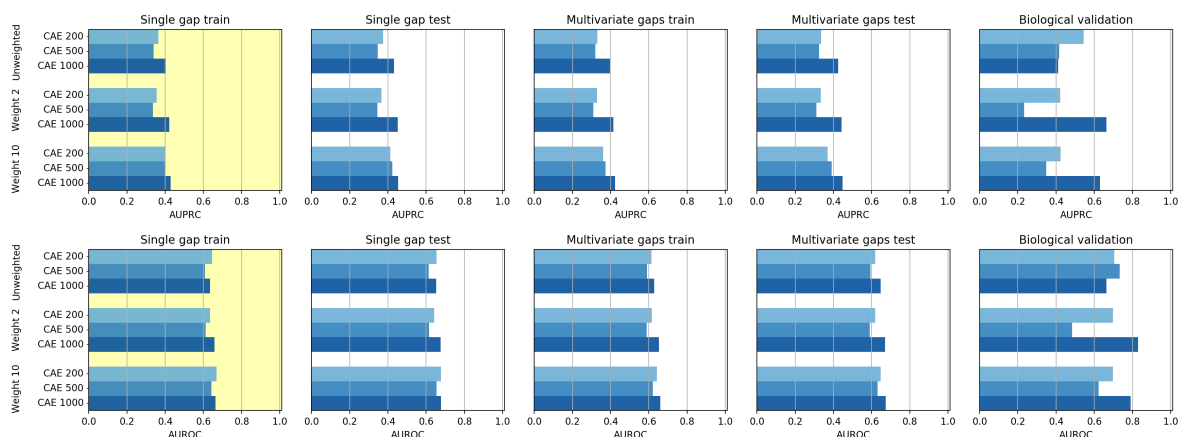 Single gap train
Single gap test
Multivariate gaps train
Multivariate gaps test
Biological validation
Unweighted
CAE 200
CAE 500
CAE 1000
Weight 2
CAE 200
CAE 500
CAE 1000
Weight 10
CAE 200
CAE 500
CAE 1000
0.0 0.2 0.4 0.6 0.8 1.0
0.0 0.2 0.4 0.6 0.8 1.0
0.0 0.2 0.4 0.6 0.8 1.0
0.0 0.2 0.4 0.6 0.8 1.0
0.0 0.2 0.4 0.6 0.8 1.0
AUPRC
AUPRC
AUPRC
AUPRC
AUPRC
Single gap train
Single gap test
Multivariate gaps train
Multivariate gaps test
Biological validation
Unweighted
CAE 200
CAE 500
CAE 1000
Weight 2
CAE 200
CAE 500
CAE 1000
Weight 10
CAE 200
CAE 500
CAE 1000
0.0 0.2 0.4 0.6 0.8 1.0
0.0 0.2 0.4 0.6 0.8 1.0
0.0 0.2 0.4 0.6 0.8 1.0
0.0 0.2 0.4 0.6 0.8 1.0
0.0 0.2 0.4 0.6 0.8 1.0
AUROC
AUROC
AUROC
AUROC
AUROC